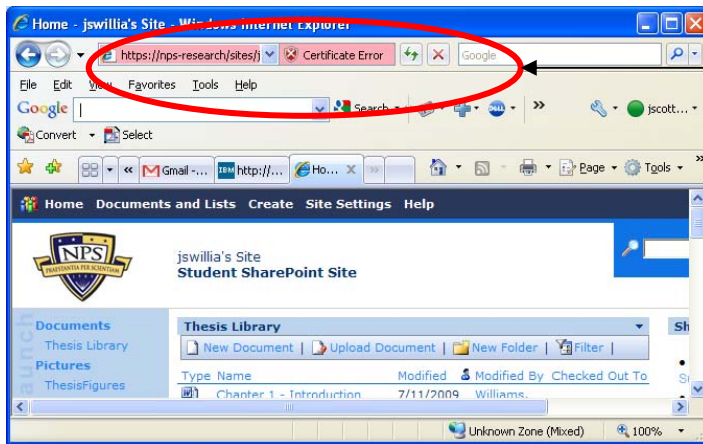 Home - jswillia's Site - Windows Internet Explorer
https://nps-research/sites/j Certificate Error Google
File Edit View Favorites Tools Help
Google Search jscott...
Convert Select
Gmail -... http://... Ho... Page Tools
Home Documents and Lists Create Site Settings Help
NPS
PRAESTANTIA PER SCIENTIAM
jswillia's Site
Student SharePoint Site
Documents
Thesis Library
Pictures
ThesisFigures
Thesis Library
New Document | Upload Document | New Folder | Filter |
Type Name Modified Modified By Checked Out To
Chapter 1 - Introduction 7/11/2009 Williams,
Unknown Zone (Mixed) 100%